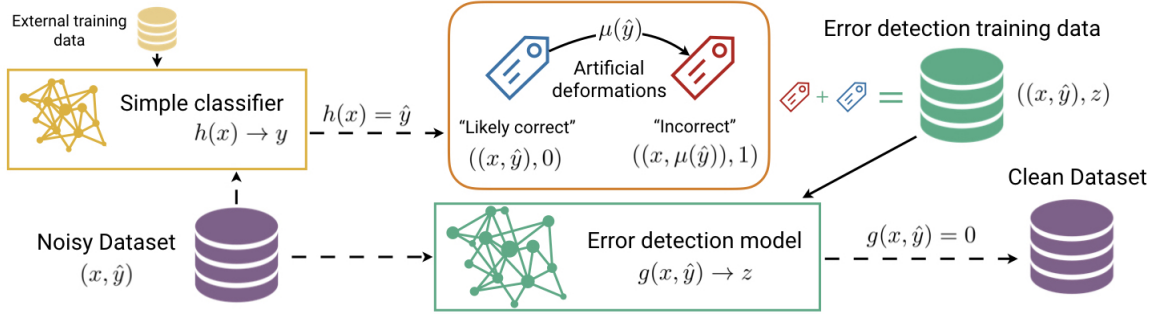 External training
data
Simple classifier
h(x) → y
h(x) = ŷ
μ(ŷ)
Artificial
deformations
“Likely correct”
((x, ŷ), 0)
“Incorrect”
((x, μ(ŷ)), 1)
+
=
Error detection training data
((x, ŷ), z)
Noisy Dataset
(x, ŷ)
Error detection model
g(x, ŷ) → z
g(x, ŷ) = 0
Clean Dataset